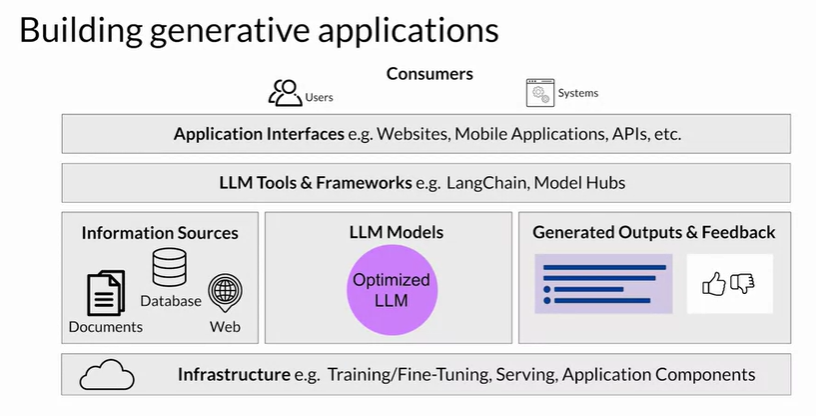 Building generative applications
Consumers
Users
Systems
Application Interfaces e.g. Websites, Mobile Applications, APIs, etc.
LLM Tools & Frameworks e.g. LangChain, Model Hubs
Information Sources
Documents
Database
Web
LLM Models
Optimized
LLM
Generated Outputs & Feedback
Infrastructure e.g. Training/Fine-Tuning, Serving, Application Components